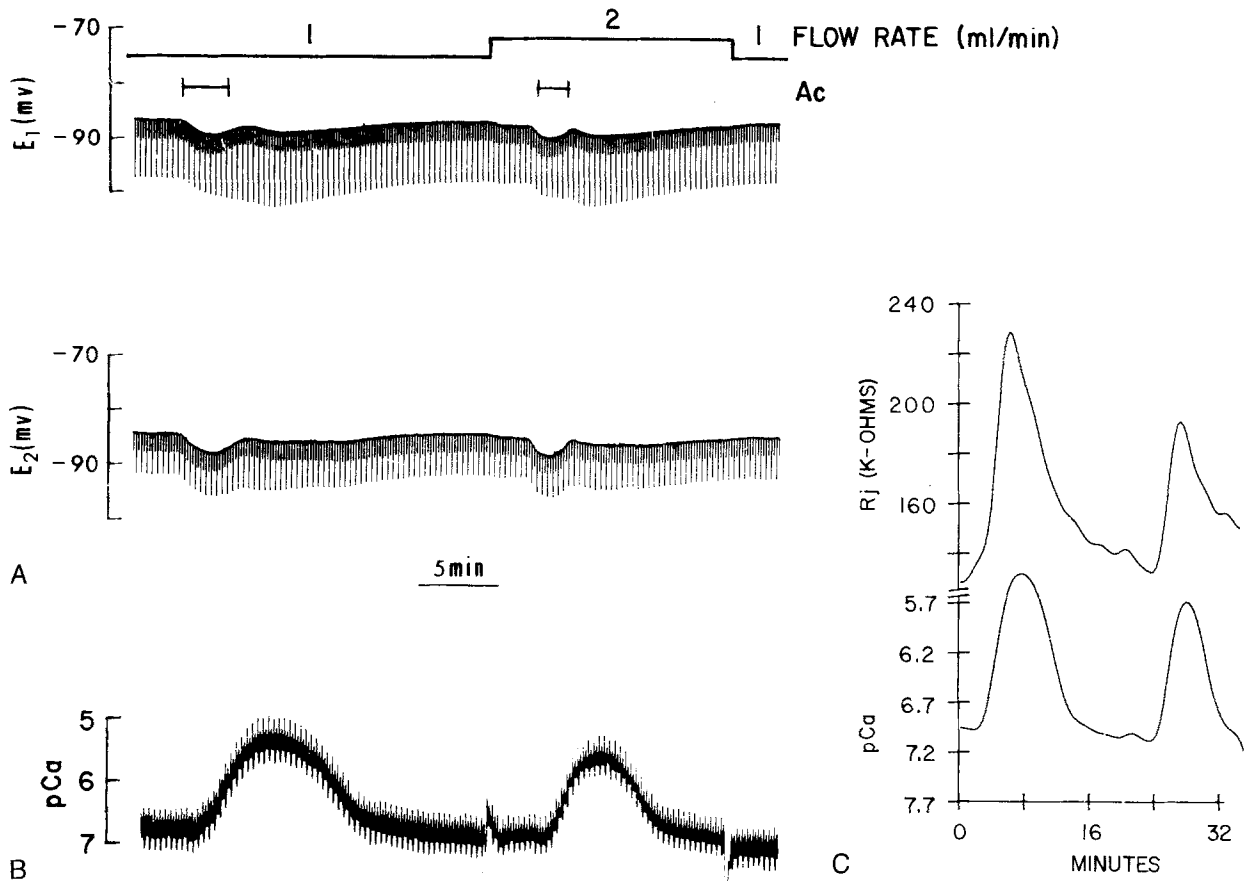 1 2 1 FLOW RATE (ml/min)
Ac
-70
-90
E1 (mv)
-70
-90
E2 (mv)
A
5 min
5
6
7
pCa
B
240
200
160
Rj (K-OHMS)
5.7
6.2
6.7
7.2
7.7
pCa
0 16 32
MINUTES
C